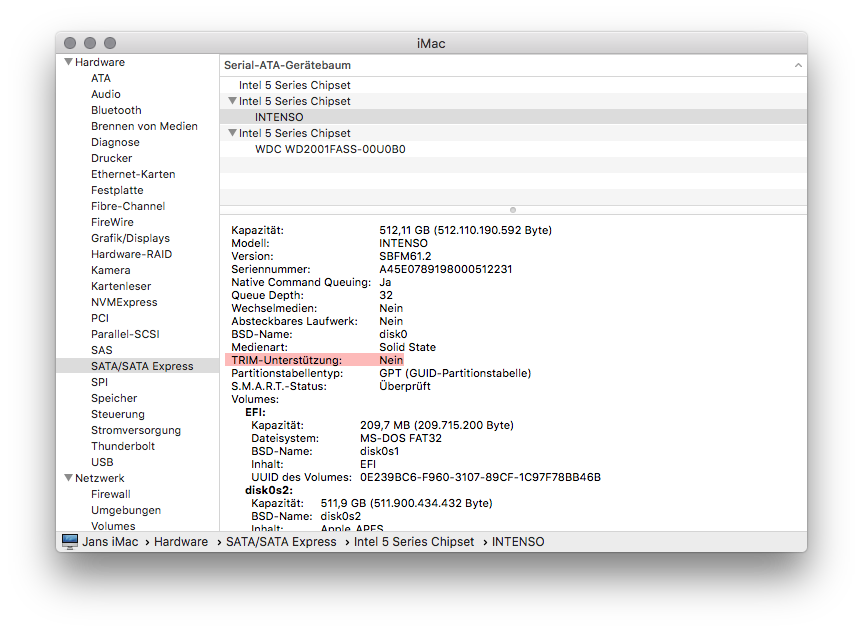 iMac
Hardware
ATA
Audio
Bluetooth
Brennen von Medien
Diagnose
Drucker
Ethernet-Karten
Festplatte
Fibre-Channel
FireWire
Grafik/Displays
Hardware-RAID
Kamera
Kartenleser
NVMExpress
PCI
Parallel-SCSI
SAS
SATA/SATA Express
SPI
Speicher
Steuerung
Stromversorgung
Thunderbolt
USB
Netzwerk
Firewall
Umgebungen
Volumes
Serial-ATA-Gerätebaum
Intel 5 Series Chipset
Intel 5 Series Chipset
INTENSO
Intel 5 Series Chipset
WDC WD2001FASS-00U0B0
Kapazität: 512,11 GB (512.110.190.592 Byte)
Modell: INTENSO
Version: SBFM61.2
Seriennummer: A45E0789198000512231
Native Command Queuing: Ja
Queue Depth: 32
Wechselmedien: Nein
Absteckbares Laufwerk: Nein
BSD-Name: disk0
Medienart: Solid State
TRIM-Unterstützung: Nein
Partitionstabellentyp: GPT (GUID-Partitionstabelle)
S.M.A.R.T.-Status: Überprüft
Volumes:
EFI:
Kapazität: 209,7 MB (209.715.200 Byte)
Dateisystem: MS-DOS FAT32
BSD-Name: disk0s1
Inhalt: EFI
UUID des Volumes: 0E239BC6-F960-3107-89CF-1C97F78BB46B
disk0s2:
Kapazität: 511,9 GB (511.900.434.432 Byte)
BSD-Name: disk0s2
Inhalt: Apple_APFS
Jans iMac › Hardware › SATA/SATA Express › Intel 5 Series Chipset › INTENSO